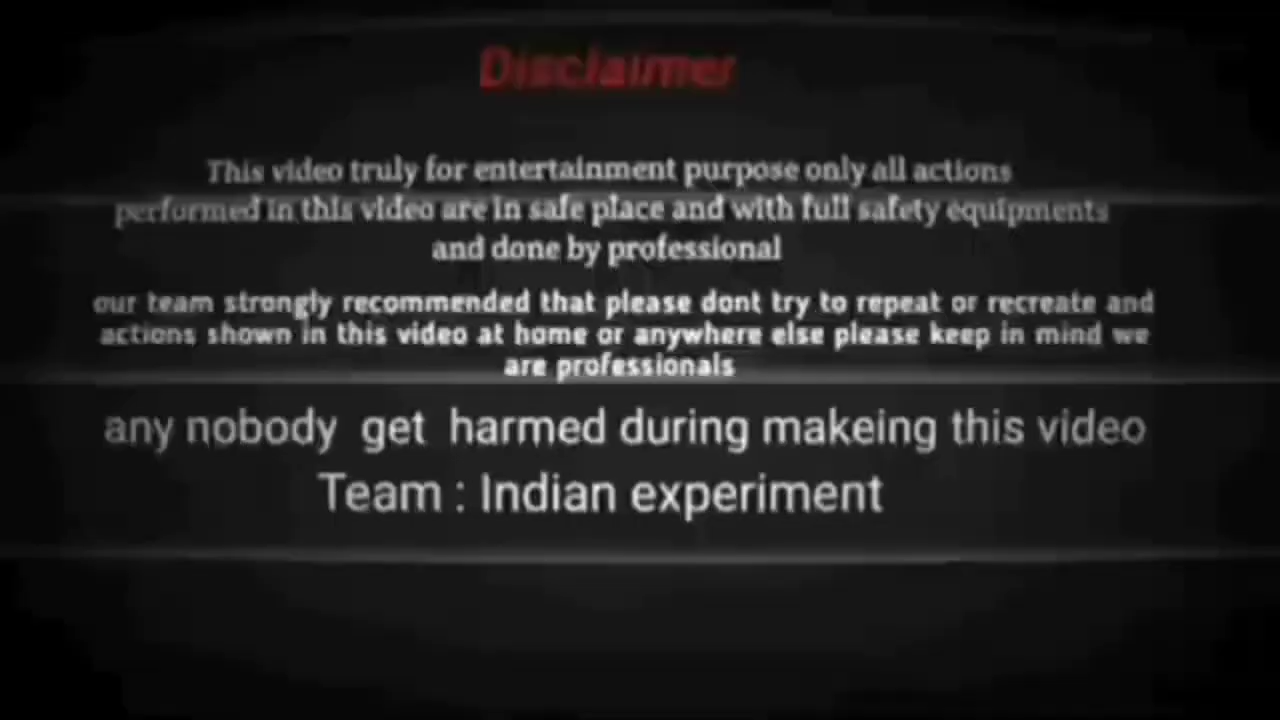 Disclaimer
This video truly for entertainment purpose only all actions
performed in this video are in safe place and with full safety equipments
and done by professional
our team strongly recommended that please dont try to repeat or recreate and
actions shown in this video at home or anywhere else please keep in mind we
are professionals
any nobody get harmed during makeing this video
Team : Indian experiment